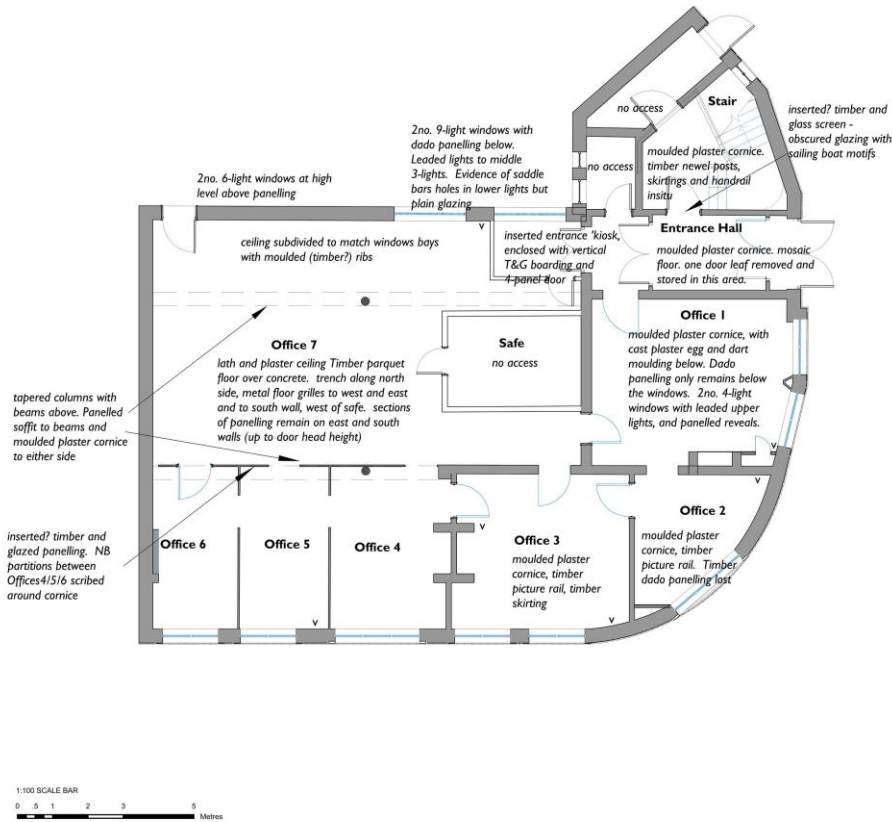 2no. 9-light windows with
dado panelling below.
Leaded lights to middle
3-lights. Evidence of saddle
bars holes in lower lights but
plain glazing
2no. 6-light windows at high
level above panelling
no access
Stair
inserted? timber and
glass screen -
obscured glazing with
sailing boat motifs
no access
moulded plaster cornice.
timber newel posts,
skirtings and handrail
insitu
ceiling subdivided to match windows bays
with moulded (timber?) ribs
inserted entrance 'kiosk,
enclosed with vertical
T&G boarding and
4-panel door
Entrance Hall
moulded plaster cornice. mosaic
floor. one door leaf removed and
stored in this area.
Office 7
lath and plaster ceiling Timber parquet
floor over concrete. trench along north
side, metal floor grilles to west and east
and to south wall, west of safe. sections
of panelling remain on east and south
walls (up to door head height)
Safe
no access
Office 1
moulded plaster cornice, with
cast plaster egg and dart
moulding below. Dado
panelling only remains below
the windows. 2no. 4-light
windows with leaded upper
lights, and panelled reveals.
tapered columns with
beams above. Panelled
soffit to beams and
moulded plaster cornice
to either side
inserted? timber and
glazed panelling. NB
partitions between
Offices4/5/6 scribed
around cornice
Office 6
Office 5
Office 4
Office 3
moulded plaster
cornice, timber
picture rail, timber
skirting
Office 2
moulded plaster
cornice, timber
picture rail. Timber
dado panelling lost
1:100 SCALE BAR
0 .5 1 2 3 5 Metres